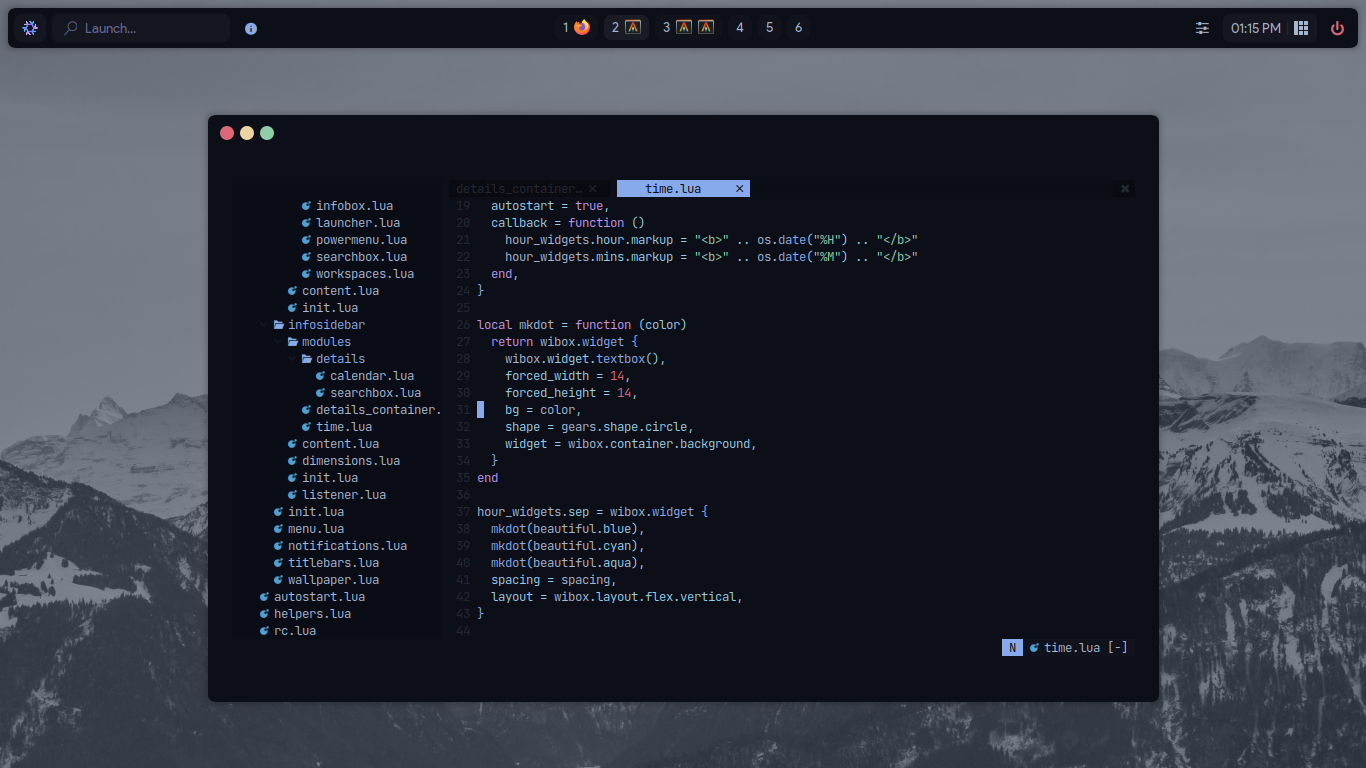 Launch...
1 2 3 4 5 6
01:15 PM
details_container… ×
time.lua ×
infobox.lua
launcher.lua
powermenu.lua
searchbox.lua
workspaces.lua
content.lua
init.lua
infosidebar
modules
details
calendar.lua
searchbox.lua
details_container.
time.lua
content.lua
dimensions.lua
init.lua
listener.lua
init.lua
menu.lua
notifications.lua
titlebars.lua
wallpaper.lua
autostart.lua
helpers.lua
rc.lua
19 autostart = true,
20 callback = function ()
21 hour_widgets.hour.markup = "<b>" .. os.date("%H") .. "</b>"
22 hour_widgets.mins.markup = "<b>" .. os.date("%M") .. "</b>"
23 end,
24 }
25
26 local mkdot = function (color)
27 return wibox.widget {
28 wibox.widget.textbox(),
29 forced_width = 14,
30 forced_height = 14,
31 bg = color,
32 shape = gears.shape.circle,
33 widget = wibox.container.background,
34 }
35 end
36
37 hour_widgets.sep = wibox.widget {
38 mkdot(beautiful.blue),
39 mkdot(beautiful.cyan),
40 mkdot(beautiful.aqua),
41 spacing = spacing,
42 layout = wibox.layout.flex.vertical,
43 }
44
N time.lua [-]